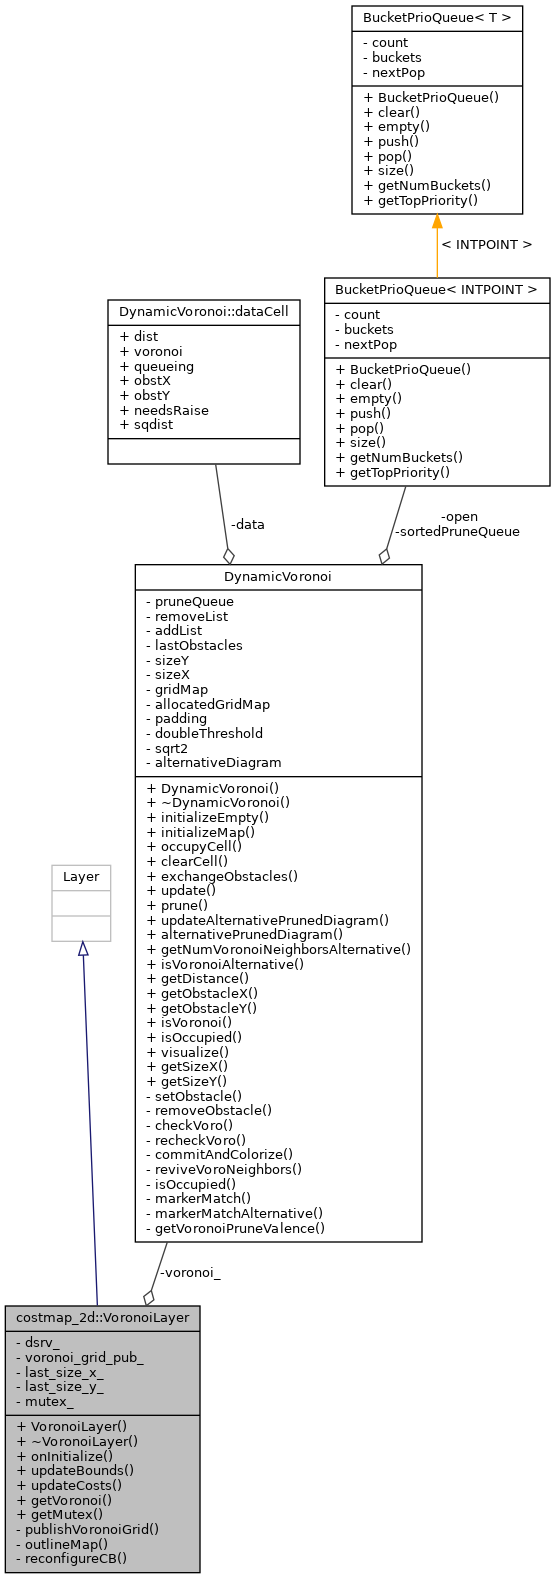 BucketPrioQueue< T >
- count
- buckets
- nextPop
+ BucketPrioQueue()
+ clear()
+ empty()
+ push()
+ pop()
+ size()
+ getNumBuckets()
+ getTopPriority()
< INTPOINT >
BucketPrioQueue< INTPOINT >
- count
- buckets
- nextPop
+ BucketPrioQueue()
+ clear()
+ empty()
+ push()
+ pop()
+ size()
+ getNumBuckets()
+ getTopPriority()
DynamicVoronoi::dataCell
+ dist
+ voronoi
+ queueing
+ obstX
+ obstY
+ needsRaise
+ sqdist
-data
-open
-sortedPruneQueue
DynamicVoronoi
- pruneQueue
- removeList
- addList
- lastObstacles
- sizeY
- sizeX
- gridMap
- allocatedGridMap
- padding
- doubleThreshold
- sqrt2
- alternativeDiagram
+ DynamicVoronoi()
+ ~DynamicVoronoi()
+ initializeEmpty()
+ initializeMap()
+ occupyCell()
+ clearCell()
+ exchangeObstacles()
+ update()
+ prune()
+ updateAlternativePrunedDiagram()
+ alternativePrunedDiagram()
+ getNumVoronoiNeighborsAlternative()
+ isVoronoiAlternative()
+ getDistance()
+ getObstacleX()
+ getObstacleY()
+ isVoronoi()
+ isOccupied()
+ visualize()
+ getSizeX()
+ getSizeY()
- setObstacle()
- removeObstacle()
- checkVoro()
- recheckVoro()
- commitAndColorize()
- reviveVoroNeighbors()
- isOccupied()
- markerMatch()
- markerMatchAlternative()
- getVoronoiPruneValence()
Layer
-voronoi_
costmap_2d::VoronoiLayer
- dsrv_
- voronoi_grid_pub_
- last_size_x_
- last_size_y_
- mutex_
+ VoronoiLayer()
+ ~VoronoiLayer()
+ onInitialize()
+ updateBounds()
+ updateCosts()
+ getVoronoi()
+ getMutex()
- publishVoronoiGrid()
- outlineMap()
- reconfigureCB()